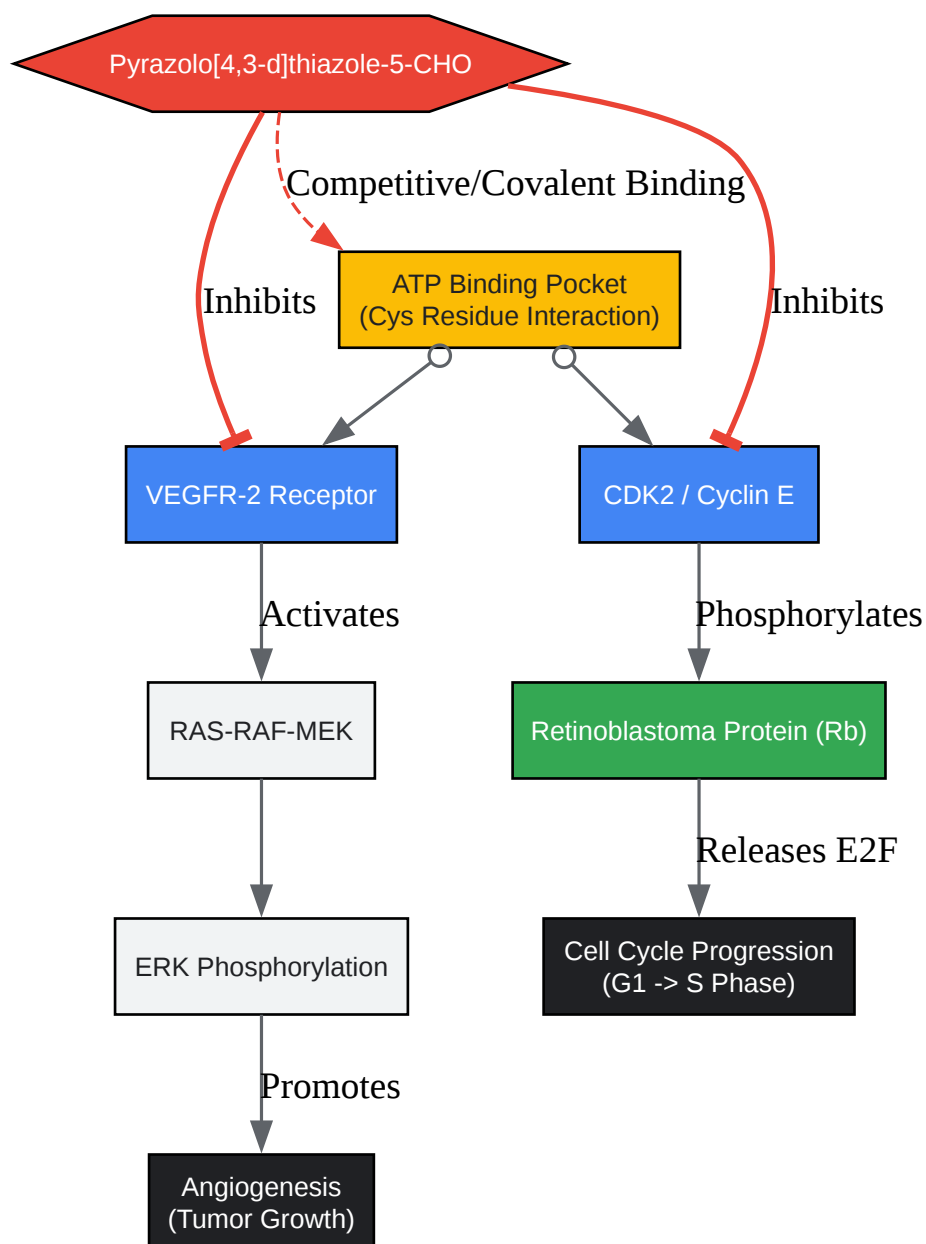 Pyrazolo[4,3-d]thiazole-5-CHO
Competitive/Covalent Binding
ATP Binding Pocket
(Cys Residue Interaction)
Inhibits
Inhibits
VEGFR-2 Receptor
CDK2 / Cyclin E
Activates
Phosphorylates
RAS-RAF-MEK
Retinoblastoma Protein (Rb)
Releases E2F
ERK Phosphorylation
Cell Cycle Progression
(G1 -> S Phase)
Promotes
Angiogenesis
(Tumor Growth)